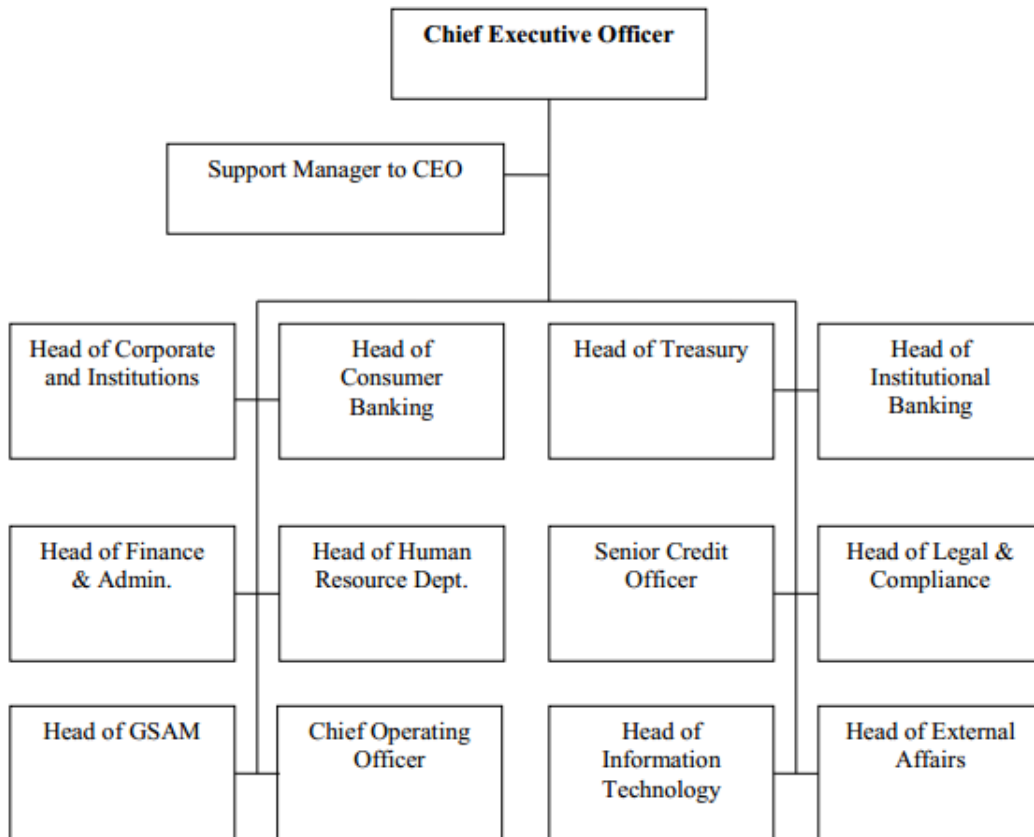 Chief Executive Officer
Support Manager to CEO
Head of Corporate
and Institutions
Head of
Consumer
Banking
Head of Treasury
Head of
Institutional
Banking
Head of Finance
& Admin.
Head of Human
Resource Dept.
Senior Credit
Officer
Head of Legal &
Compliance
Head of GSAM
Chief Operating
Officer
Head of
Information
Technology
Head of External
Affairs